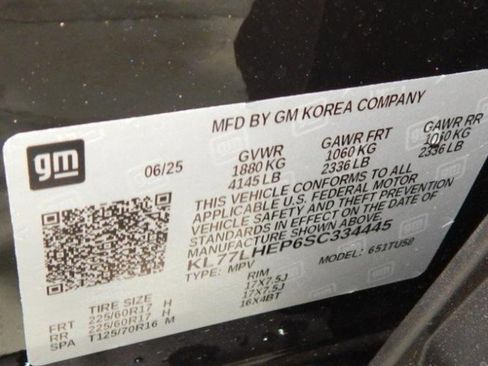 MFD BY GM KOREA COMPANY
gm
06/25
GVWR GAWR FRT GAWR RR
1880 KG 1060 KG 1060 KG
4145 LB 2336 LB 2336 LB
THIS VEHICLE CONFORMS TO ALL
APPLICABLE U.S. FEDERAL MOTOR
VEHICLE SAFETY AND THEFT PREVENTION
STANDARDS IN EFFECT ON THE DATE OF
MANUFACTURE SHOWN ABOVE.
KL77LHEP6SC334445
TYPE: MPV MODEL: 651TUS0
TIRE SIZE RIM
FRT 225/60R17 H 17X7.5J
RR 225/60R17 H 17X7.5J
SPA T125/70R16 M 16X4BT